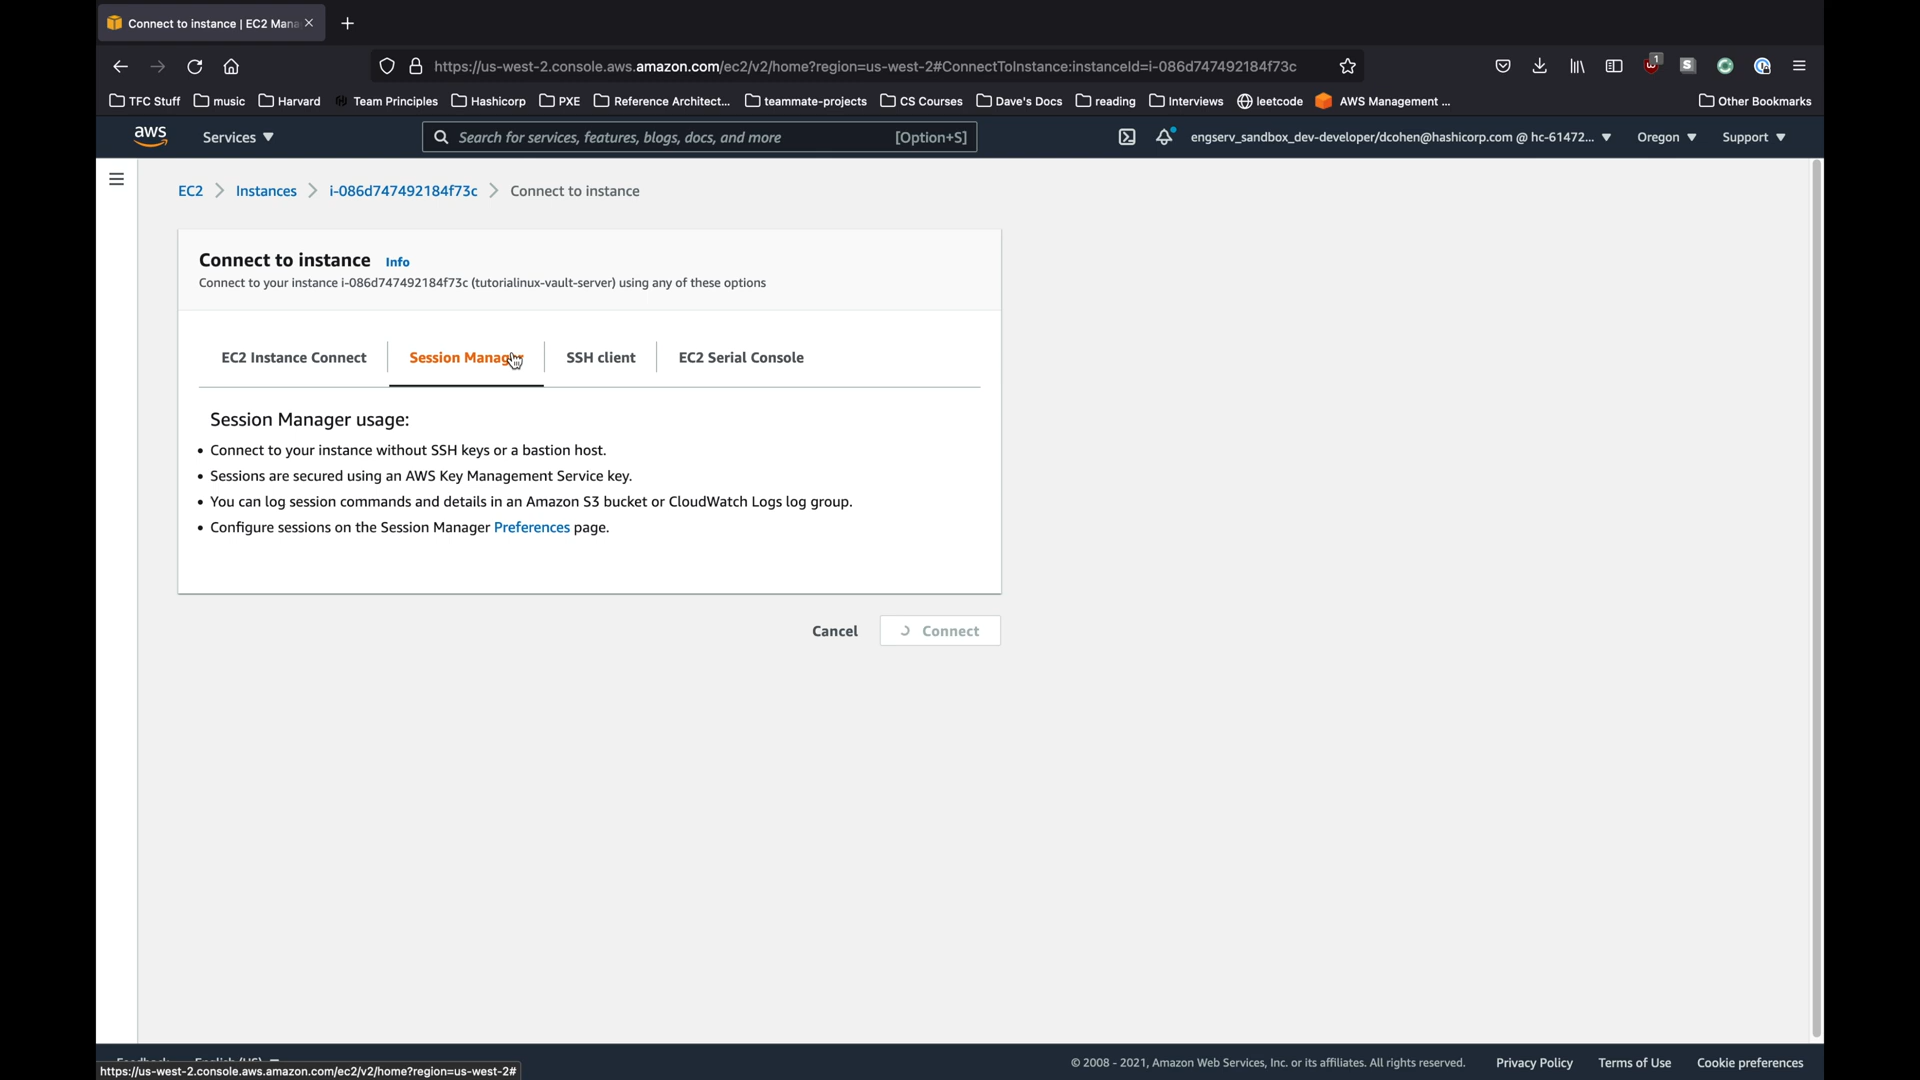 Connect to instance | EC2 Mana
https://us-west-2.console.aws.amazon.com/ec2/v2/home?region=us-west-2#ConnectToInstance:instanceId=i-086d747492184f73c
1
S
TFC Stuff music Harvard Team Principles Hashicorp PXE Reference Architect... teammate-projects CS Courses Dave's Docs reading Interviews leetcode AWS Management ... Other Bookmarks
aws Services Search for services, features, blogs, docs, and more [Option+S] engserv_sandbox_dev-developer/dcohen@hashicorp.com @ hc-61472... Oregon Support
EC2 Instances i-086d747492184f73c Connect to instance
Connect to instance Info
Connect to your instance i-086d747492184f73c (tutorialinux-vault-server) using any of these options
EC2 Instance Connect Session Manager SSH client EC2 Serial Console
Session Manager usage:
• Connect to your instance without SSH keys or a bastion host.
• Sessions are secured using an AWS Key Management Service key.
• You can log session commands and details in an Amazon S3 bucket or CloudWatch Logs log group.
• Configure sessions on the Session Manager Preferences page.
Cancel Connect
Feedback English (US) © 2008 - 2021, Amazon Web Services, Inc. or its affiliates. All rights reserved. Privacy Policy Terms of Use Cookie preferences
https://us-west-2.console.aws.amazon.com/ec2/v2/home?region=us-west-2#